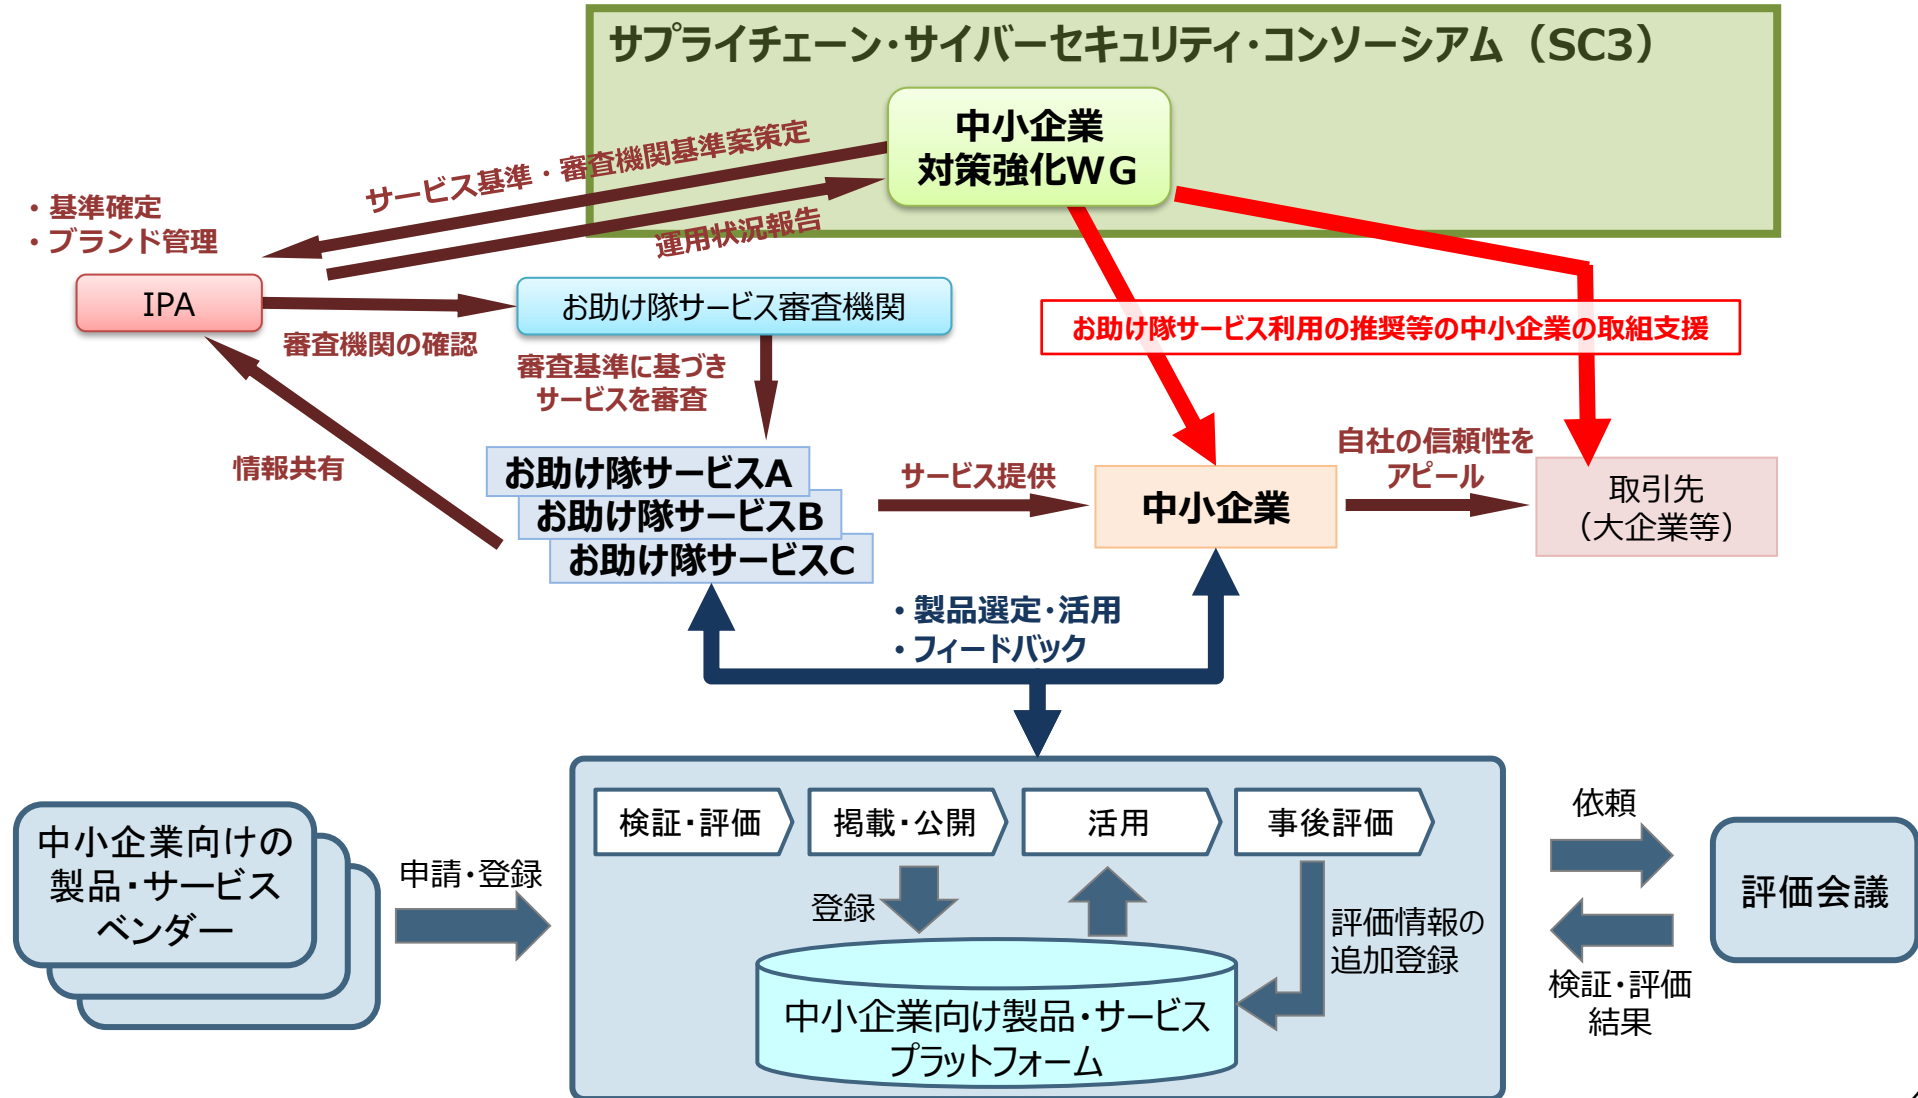 サプライチェーン・サイバーセキュリティ・コンソーシアム（SC3）
中小企業
対策強化WG
サービス基準・審査機関基準案策定
運用状況報告
・基準確定
・ブランド管理
IPA
審査機関の確認
お助け隊サービス審査機関
お助け隊サービス利用の推奨等の中小企業の取組支援
審査基準に基づき
サービスを審査
情報共有
お助け隊サービスA
お助け隊サービスB
お助け隊サービスC
サービス提供
中小企業
自社の信頼性を
アピール
取引先
（大企業等）
・製品選定・活用
・フィードバック
中小企業向けの
製品・サービス
ベンダー
申請・登録
検証・評価
掲載・公開
活用
事後評価
登録
評価情報の
追加登録
中小企業向け製品・サービス
プラットフォーム
依頼
評価会議
検証・評価
結果